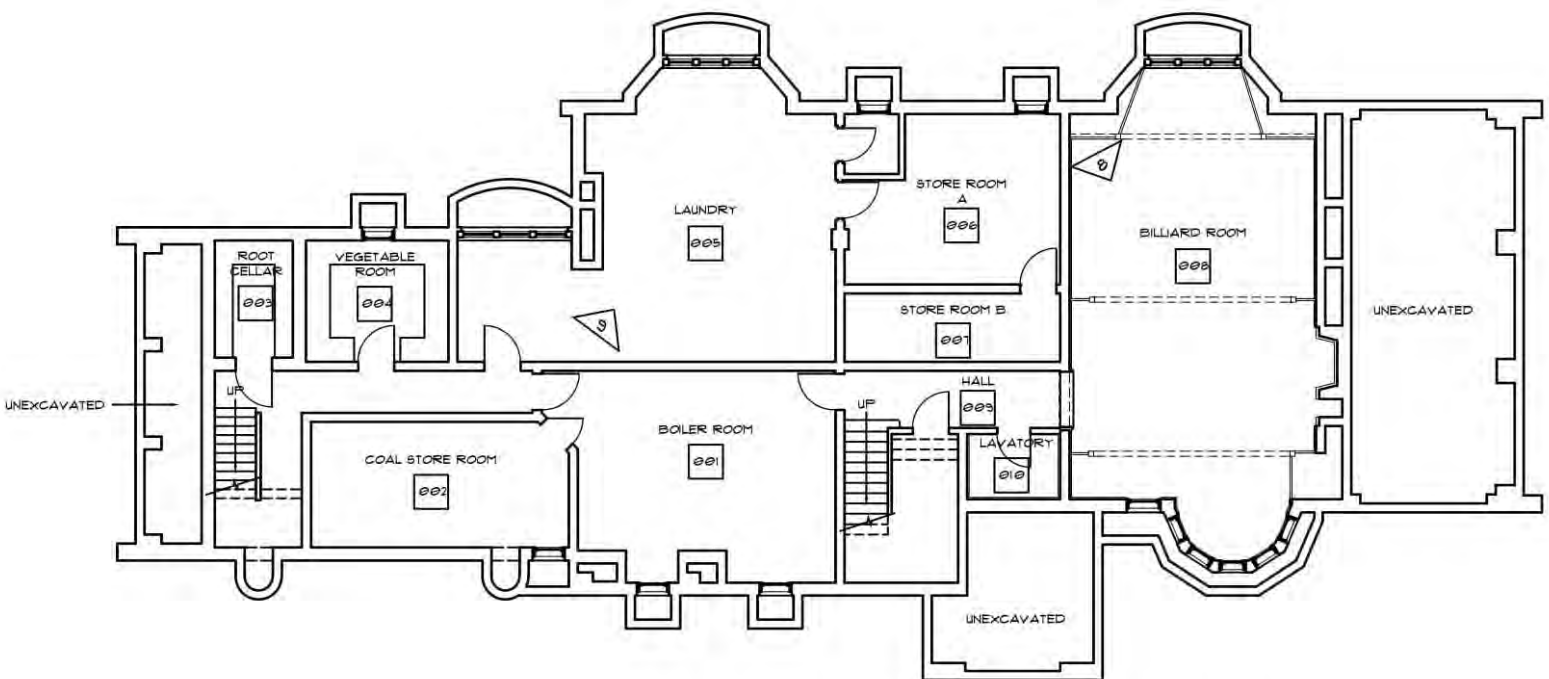 LAUNDRY
005
STORE ROOM
A
006
BILLIARD ROOM
008
8
ROOT
CELLAR
003
VEGETABLE
ROOM
004
9
STORE ROOM B
007
UNEXCAVATED
UNEXCAVATED
UP
COAL STORE ROOM
002
BOILER ROOM
001
UP
HALL
009
LAVATORY
010
UNEXCAVATED